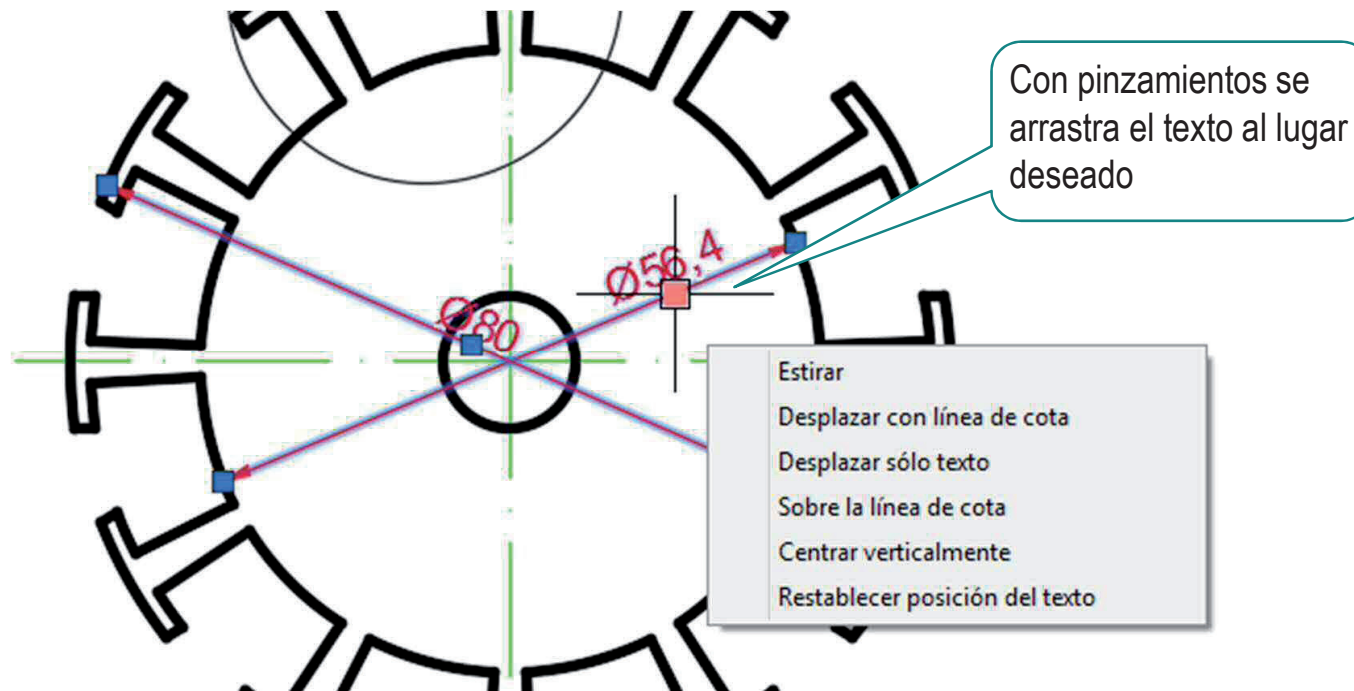 Con pinzamientos se
arrastra el texto al lugar
deseado
Ø56,4
Ø80
Estirar
Desplazar con línea de cota
Desplazar sólo texto
Sobre la línea de cota
Centrar verticalmente
Restablecer posición del texto